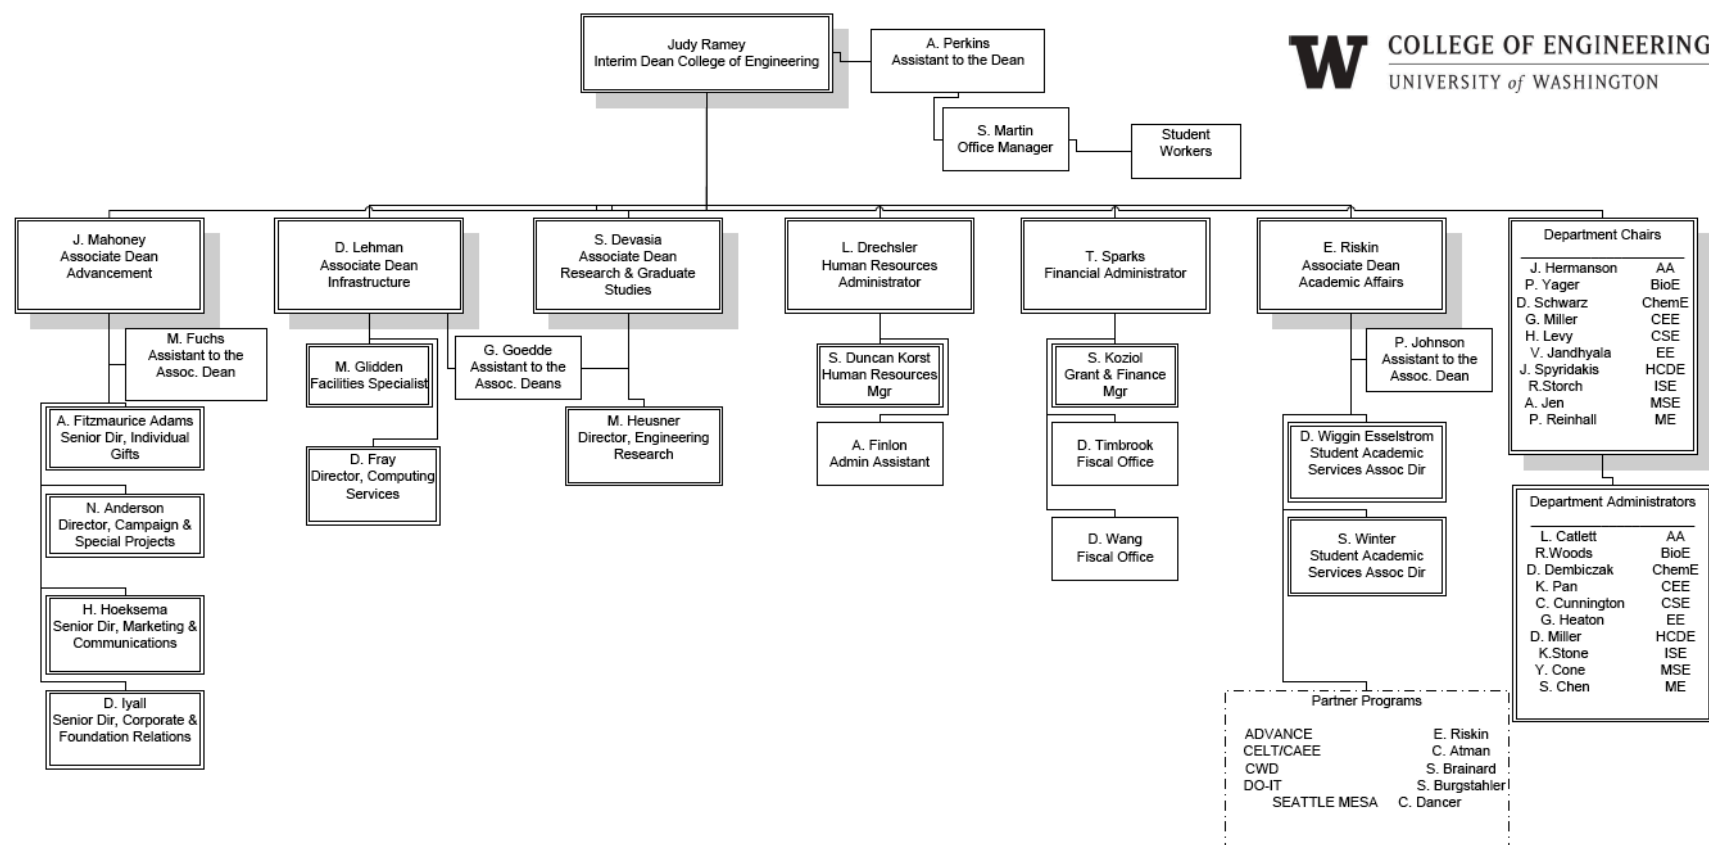 Judy Ramey
Interim Dean College of Engineering
A. Perkins
Assistant to the Dean
W
COLLEGE OF ENGINEERING
UNIVERSITY of WASHINGTON
S. Martin
Office Manager
Student
Workers
J. Mahoney
Associate Dean
Advancement
D. Lehman
Associate Dean
Infrastructure
S. Devasia
Associate Dean
Research & Graduate
Studies
L. Drechsler
Human Resources
Administrator
T. Sparks
Financial Administrator
E. Riskin
Associate Dean
Academic Affairs
Department Chairs
J. Hermanson AA
P. Yager BioE
D. Schwarz ChemE
G. Miller CEE
H. Levy CSE
V. Jandhyala EE
J. Spyridakis HCDE
R.Storch ISE
A. Jen MSE
P. Reinhall ME
M. Fuchs
Assistant to the
Assoc. Dean
M. Glidden
Facilities Specialist
G. Goedde
Assistant to the
Assoc. Deans
S. Duncan Korst
Human Resources
Mgr
S. Koziol
Grant & Finance
Mgr
P. Johnson
Assistant to the
Assoc. Dean
A. Fitzmaurice Adams
Senior Dir, Individual
Gifts
D. Fray
Director, Computing
Services
M. Heusner
Director, Engineering
Research
A. Finlon
Admin Assistant
D. Timbrook
Fiscal Office
D. Wiggin Esselstrom
Student Academic
Services Assoc Dir
N. Anderson
Director, Campaign &
Special Projects
D. Wang
Fiscal Office
S. Winter
Student Academic
Services Assoc Dir
Department Administrators
L. Catlett AA
R.Woods BioE
D. Dembiczak ChemE
K. Pan CEE
C. Cunnington CSE
G. Heaton EE
D. Miller HCDE
K.Stone ISE
Y. Cone MSE
S. Chen ME
H. Hoeksema
Senior Dir, Marketing &
Communications
D. Iyall
Senior Dir, Corporate &
Foundation Relations
Partner Programs
ADVANCE E. Riskin
CELT/CAEE C. Atman
CWD S. Brainard
DO-IT S. Burgstahler
SEATTLE MESA C. Dancer